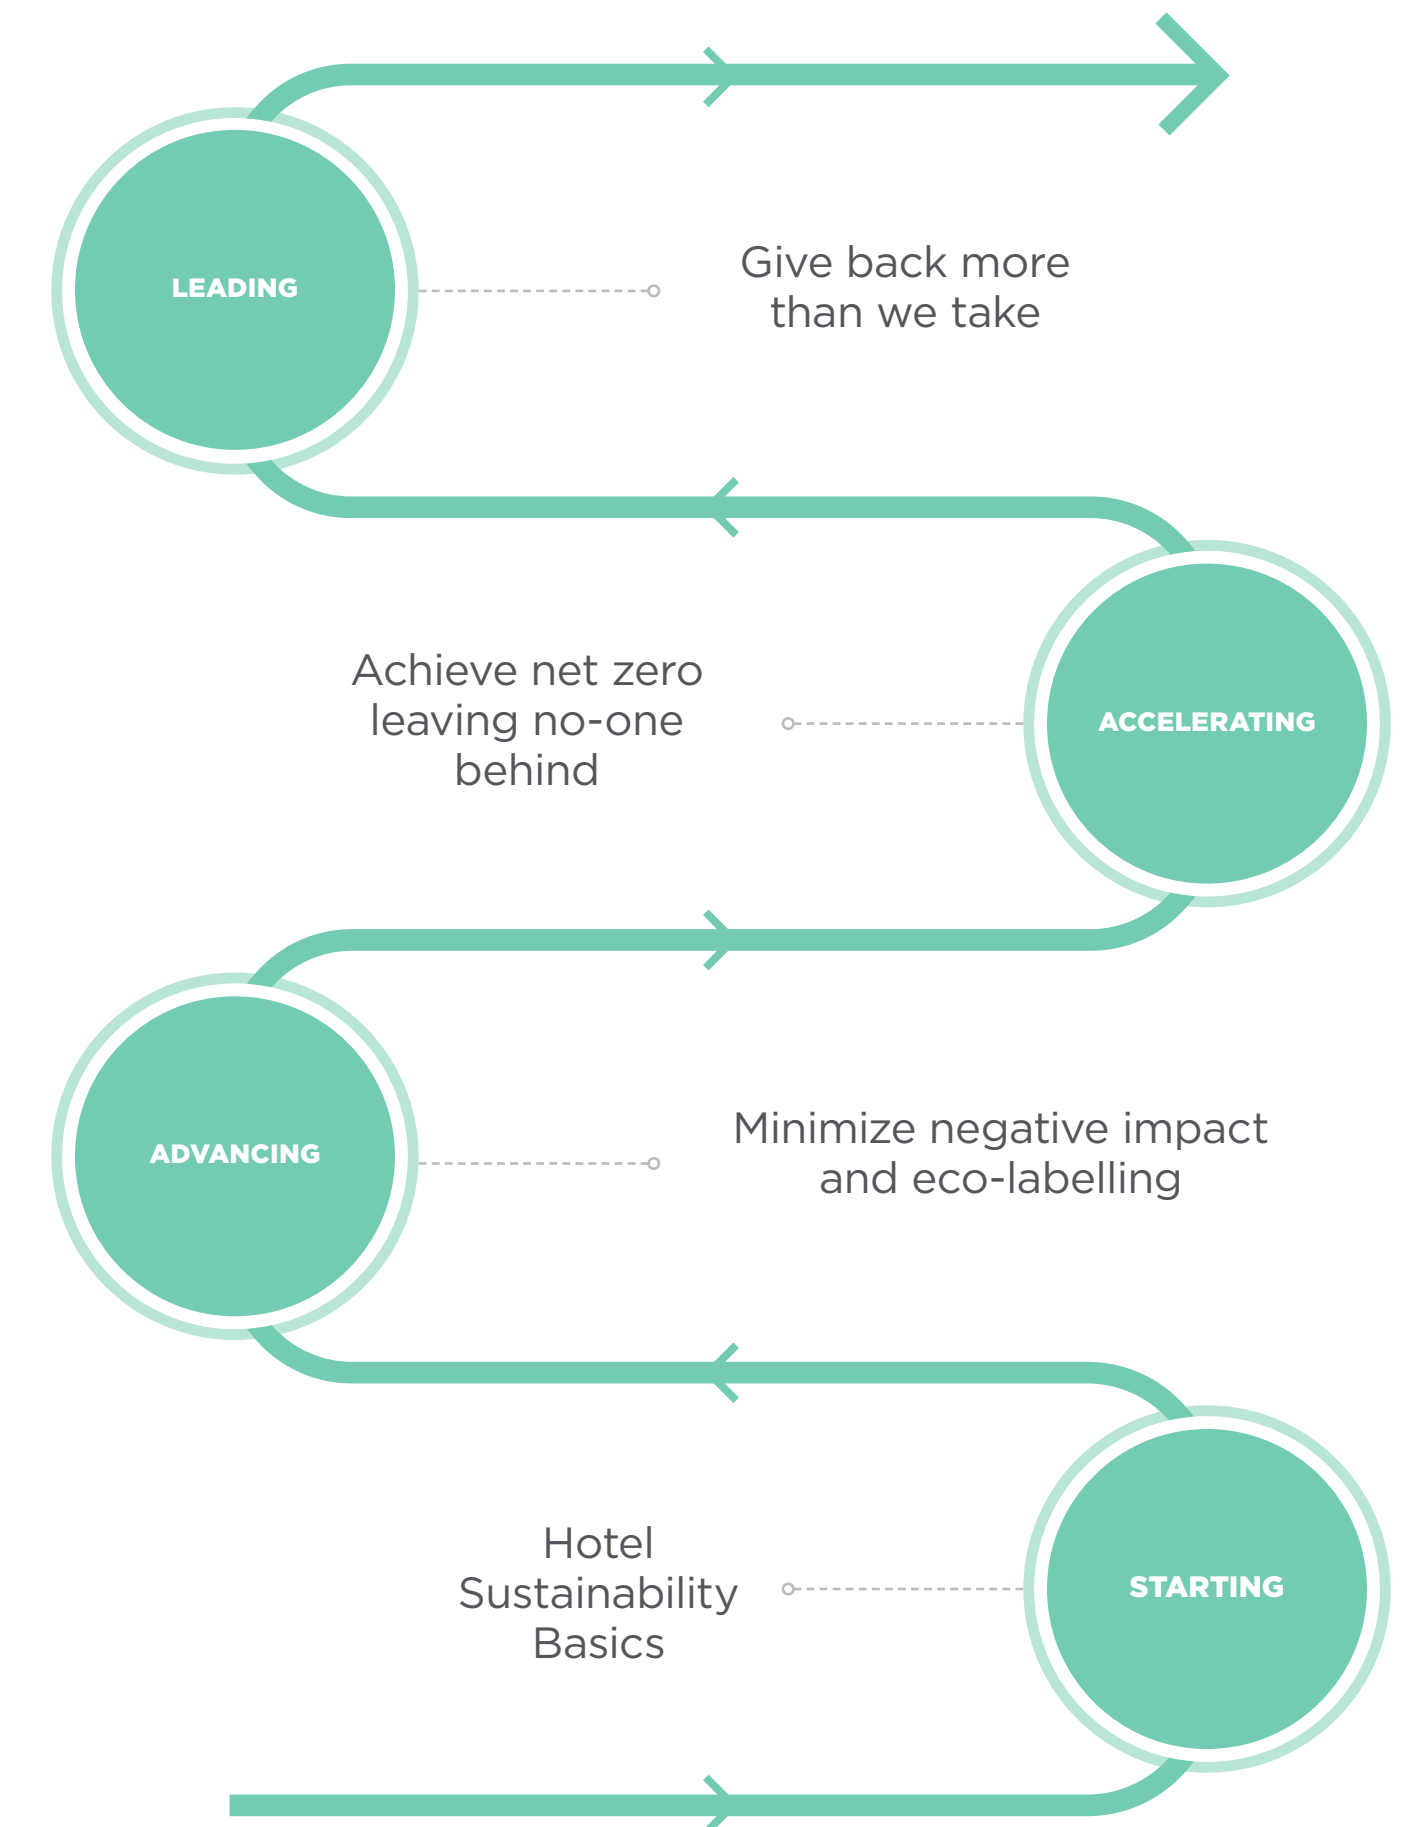 LEADING
Give back more
than we take
Achieve net zero
leaving no-one
behind
ACCELERATING
ADVANCING
Minimize negative impact
and eco-labelling
Hotel
Sustainability
Basics
STARTING